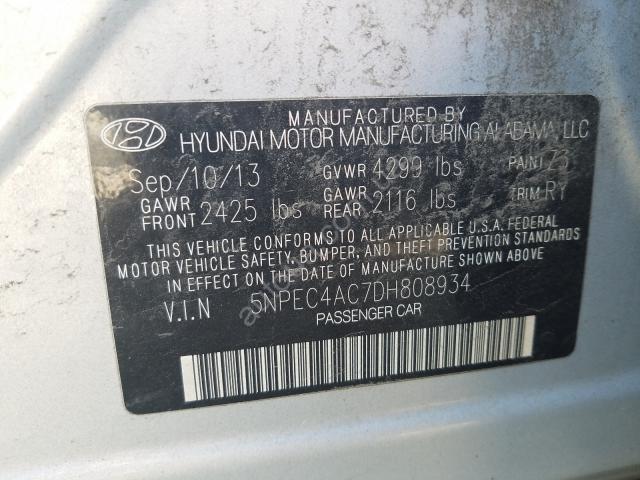 MANUFACTURED BY
HYUNDAI MOTOR MANUFACTURING ALABAMA, LLC
Sep/10/13 GVWR 4299 lbs PAINT Z3
GAWR FRONT 2425 lbs GAWR REAR 2116 lbs TRIM RY
THIS VEHICLE CONFORMS TO ALL APPLICABLE U.S.A. FEDERAL
MOTOR VEHICLE SAFETY, BUMPER, AND THEFT PREVENTION STANDARDS
IN EFFECT ON THE DATE OF MANUFACTURE SHOWN ABOVE
V.I.N 5NPEC4AC7DH808934
PASSENGER CAR